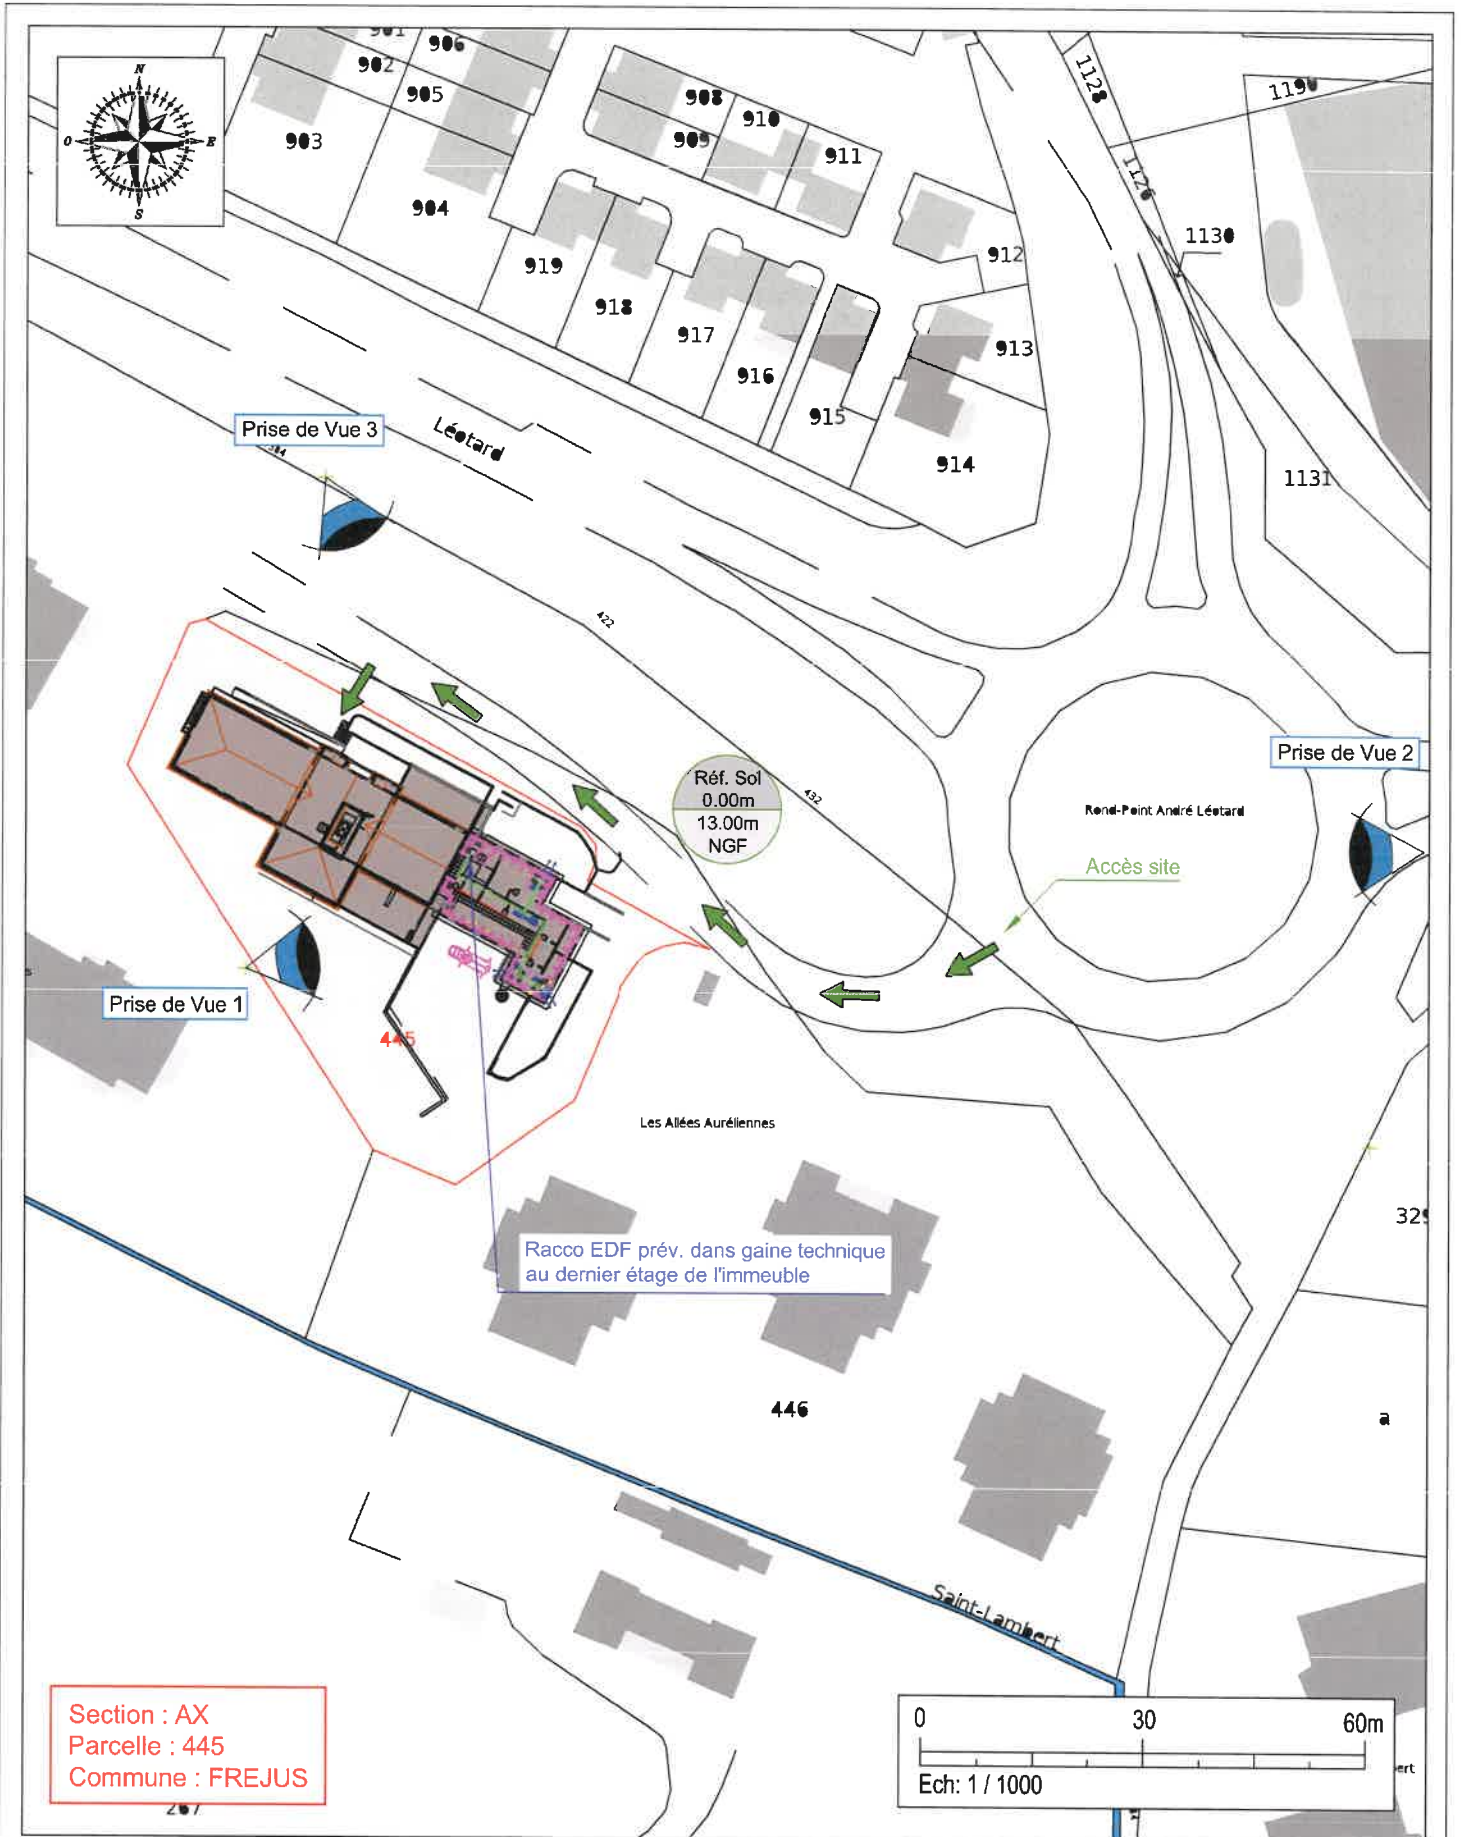 901
906
902
905
903
904
908
909
910
911
912
913
914
915
916
917
918
919
1128
1190
1126
1130
1131
N
O
E
S
Prise de Vue 3
Léotard
384
422
432
Réf. Sol
0.00m
13.00m
NGF
Prise de Vue 2
Rond-Point André Léotard
Accès site
Prise de Vue 1
445
Les Allées Auréliennes
Racco EDF prév. dans gaine technique
au dernier étage de l'immeuble
446
a
Saint-Lambert
Section : AX
Parcelle : 445
Commune : FREJUS
267
0 30 60m
Ech: 1 / 1000
ert